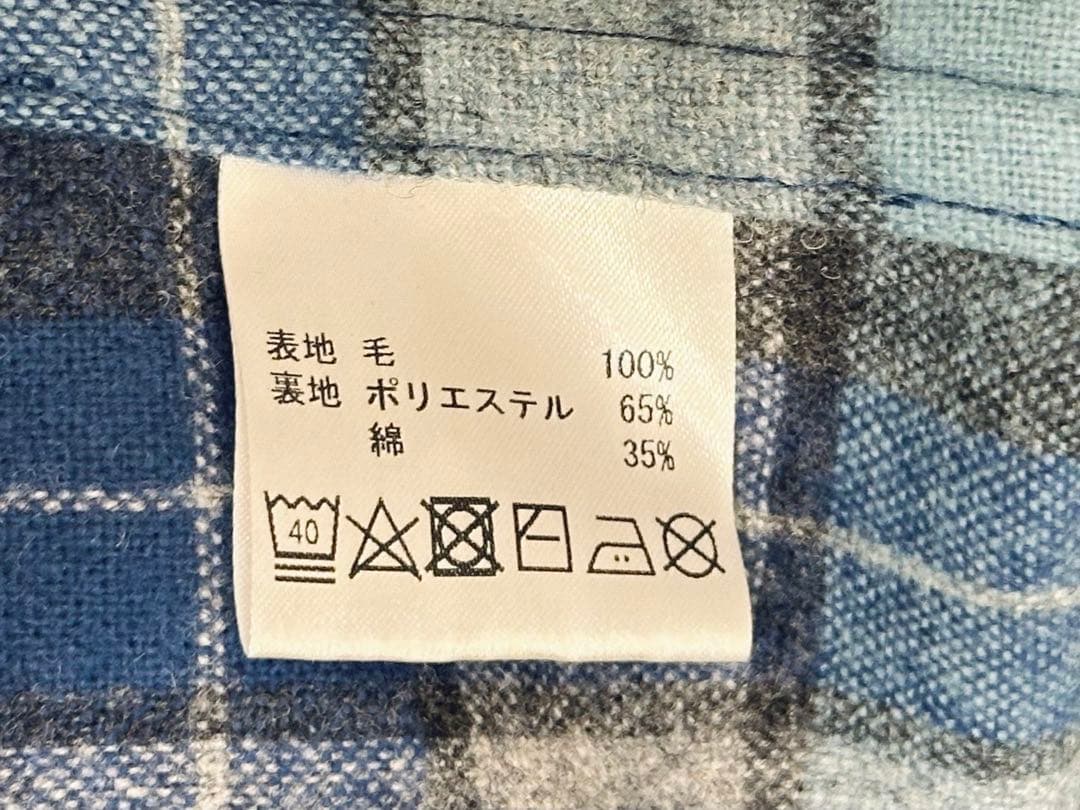 表地 毛 100%
裏地 ポリエステル 65%
綿 35%
40